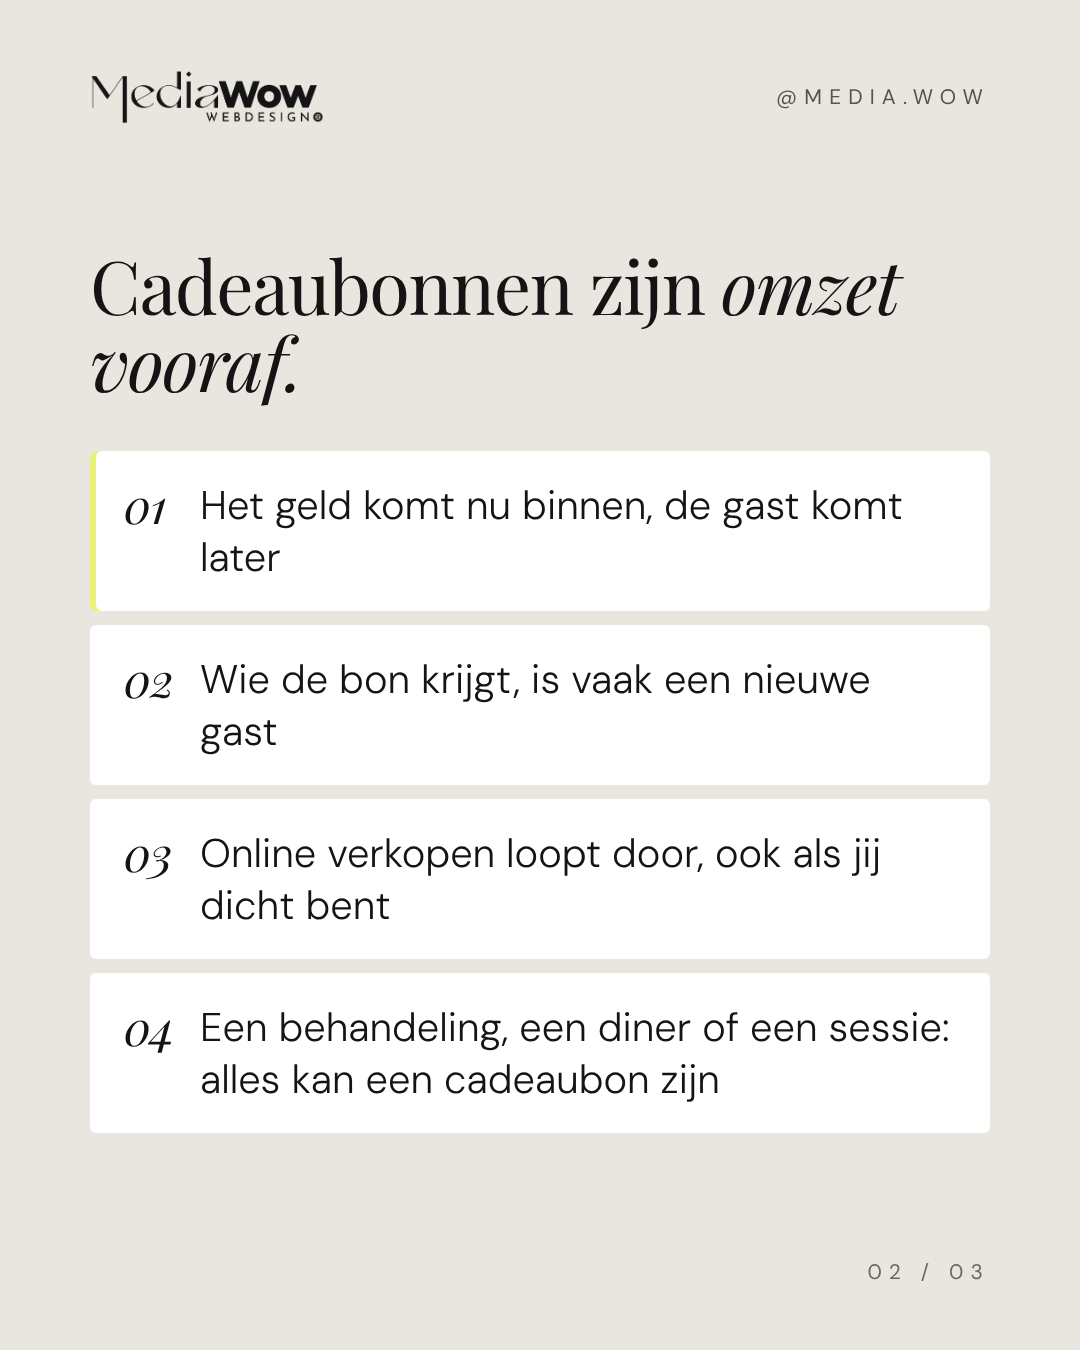 MediaWow
WEBDESIGN
@MEDIA.WOW
Cadeaubonnen zijn omzet
vooraf.
01 Het geld komt nu binnen, de gast komt
later
02 Wie de bon krijgt, is vaak een nieuwe
gast
03 Online verkopen loopt door, ook als jij
dicht bent
04 Een behandeling, een diner of een sessie:
alles kan een cadeaubon zijn
02 / 03